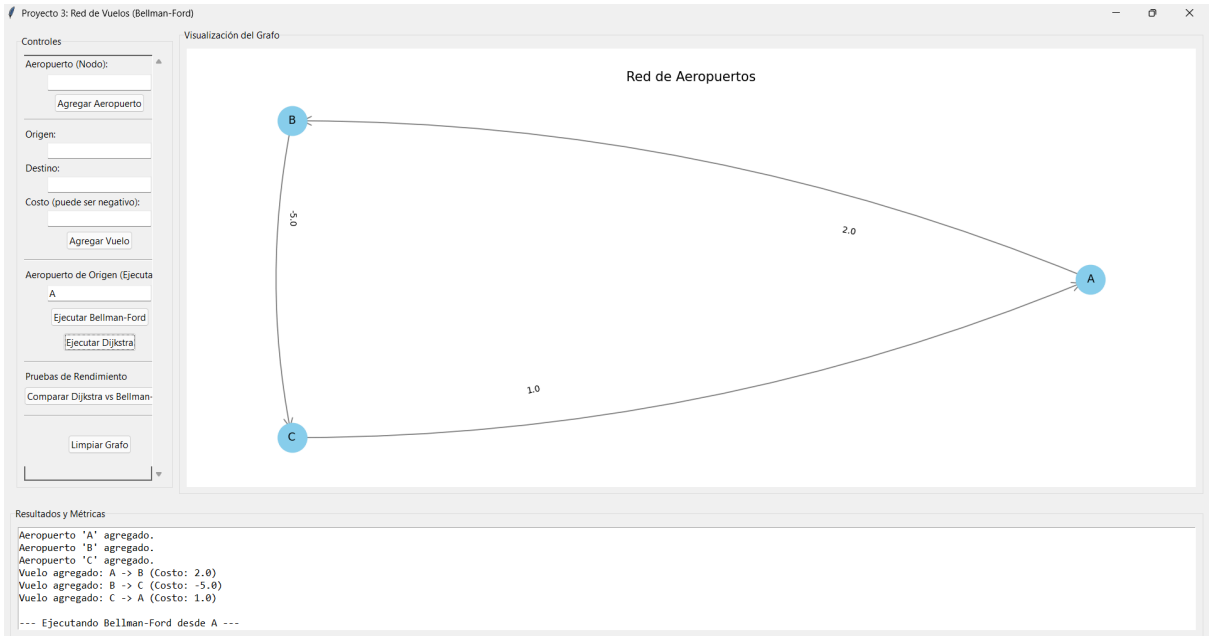 Proyecto 3: Red de Vuelos (Bellman-Ford)
Controles
Aeropuerto (Nodo):
Agregar Aeropuerto
Origen:
Destino:
Costo (puede ser negativo):
Agregar Vuelo
Aeropuerto de Origen (Ejecuta
A
Ejecutar Bellman-Ford
Ejecutar Dijkstra
Pruebas de Rendimiento
Comparar Dijkstra vs Bellman-
Limpiar Grafo
Visualización del Grafo
Red de Aeropuertos
B
-5.0
2.0
A
1.0
C
Resultados y Métricas
Aeropuerto 'A' agregado.
Aeropuerto 'B' agregado.
Aeropuerto 'C' agregado.
Vuelo agregado: A -> B (Costo: 2.0)
Vuelo agregado: B -> C (Costo: -5.0)
Vuelo agregado: C -> A (Costo: 1.0)
--- Ejecutando Bellman-Ford desde A ---